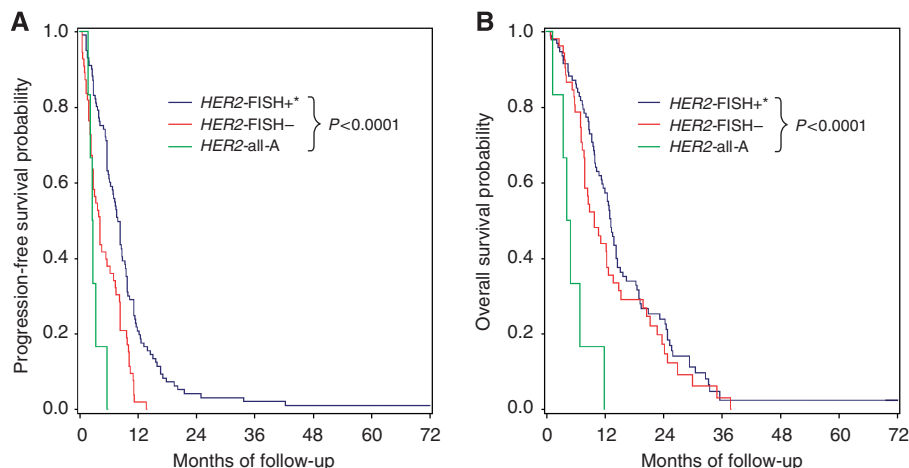 A
Progression-free survival probability
1.0
0.8
0.6
0.4
0.2
0.0
HER2-FISH+*
HER2-FISH–
HER2-all-A
P<0.0001
0 12 24 36 48 60 72
Months of follow-up
B
Overall survival probability
1.0
0.8
0.6
0.4
0.2
0.0
HER2-FISH+*
HER2-FISH–
HER2-all-A
P<0.0001
0 12 24 36 48 60 72
Months of follow-up